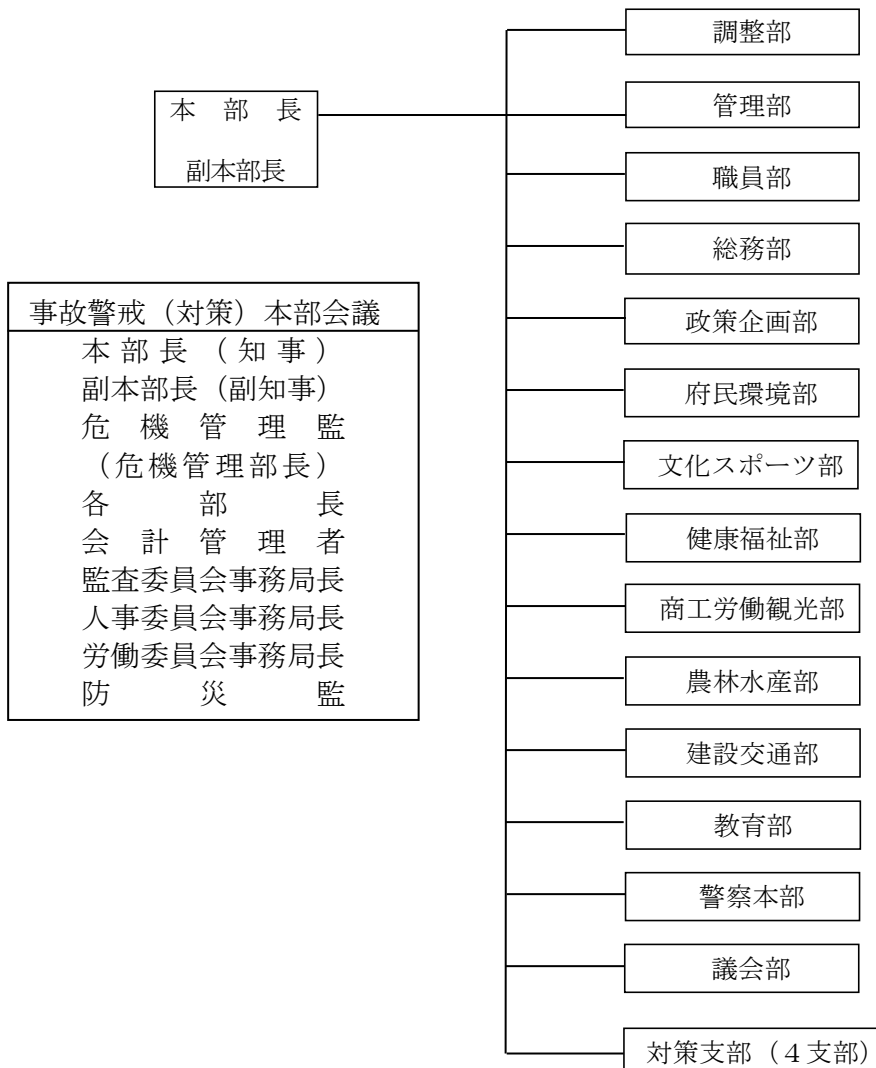 本部長
副本部長
事故警戒（対策）本部会議
本部長（知事）
副本部長（副知事）
危機管理監
（危機管理部長）
各部長
会計管理者
監査委員会事務局長
人事委員会事務局長
労働委員会事務局長
防災監
調整部
管理部
職員部
総務部
政策企画部
府民環境部
文化スポーツ部
健康福祉部
商工労働観光部
農林水産部
建設交通部
教育部
警察本部
議会部
対策支部（４支部）